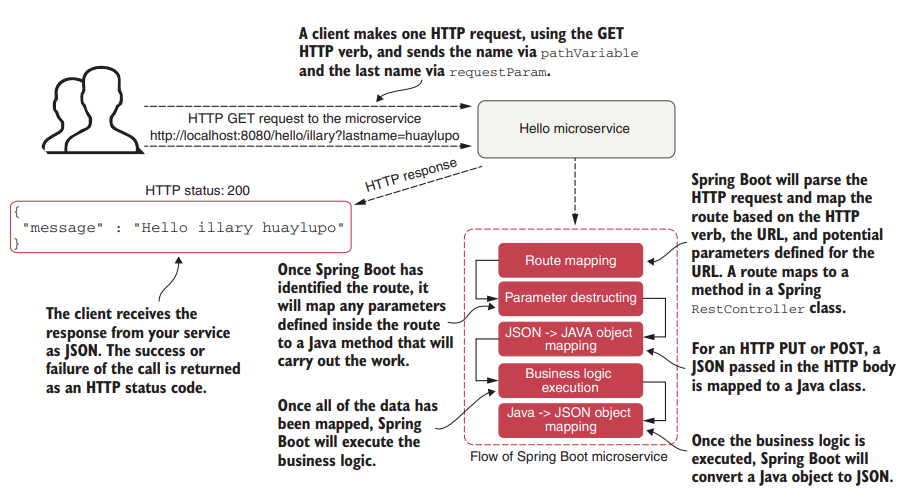 A client makes one HTTP request, using the GET
HTTP verb, and sends the name via pathVariable
and the last name via requestParam.
HTTP GET request to the microservice
http://localhost:8080/hello/illary?lastname=huaylupo
Hello microservice
HTTP response
HTTP status: 200
{
"message" : "Hello illary huaylupo"
}
The client receives the
response from your service
as JSON. The success or
failure of the call is returned
as an HTTP status code.
Once Spring Boot has
identified the route, it
will map any parameters
defined inside the route
to a Java method that will
carry out the work.
Once all of the data has
been mapped, Spring
Boot will execute the
business logic.
Route mapping
Parameter destructing
JSON -> JAVA object
mapping
Business logic
execution
Java -> JSON object
mapping
Flow of Spring Boot microservice
Spring Boot will parse the
HTTP request and map the
route based on the HTTP
verb, the URL, and potential
parameters defined for the
URL. A route maps to a
method in a Spring
RestController class.
For an HTTP PUT or POST, a
JSON passed in the HTTP body
is mapped to a Java class.
Once the business logic is
executed, Spring Boot will
convert a Java object to JSON.